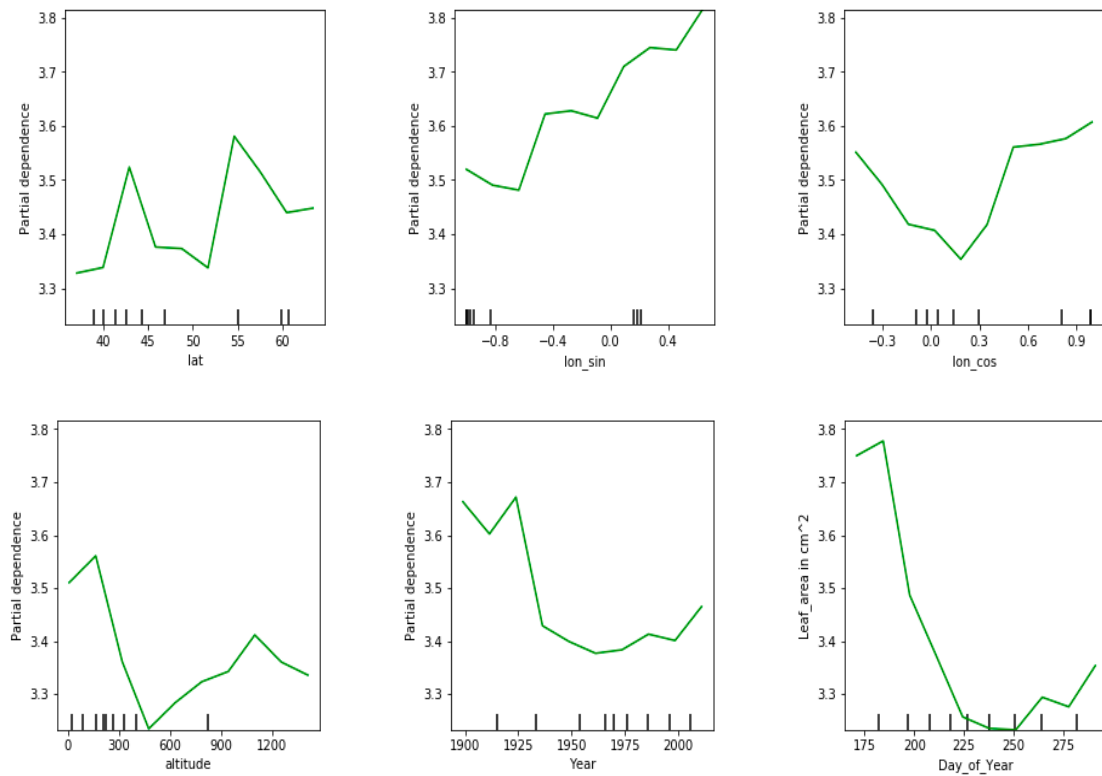 3.8
3.7
3.6
3.5
3.4
3.3
Partial dependence
40 45 50 55 60
lat
3.8
3.7
3.6
3.5
3.4
3.3
Partial dependence
−0.8 −0.4 0.0 0.4
lon_sin
3.8
3.7
3.6
3.5
3.4
3.3
Partial dependence
−0.3 0.0 0.3 0.6 0.9
lon_cos
3.8
3.7
3.6
3.5
3.4
3.3
Partial dependence
0 300 600 900 1200
altitude
3.8
3.7
3.6
3.5
3.4
3.3
Partial dependence
1900 1925 1950 1975 2000
Year
3.8
3.7
3.6
3.5
3.4
3.3
Leaf_area in cm^2
175 200 225 250 275
Day_of_Year